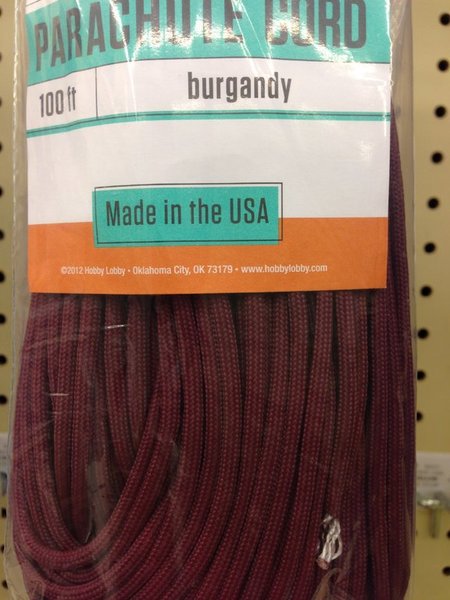 PARACHUTE CORD
100 ft
burgandy
Made in the USA
©2012 Hobby Lobby • Oklahoma City, OK 73179 • www.hobbylobby.com